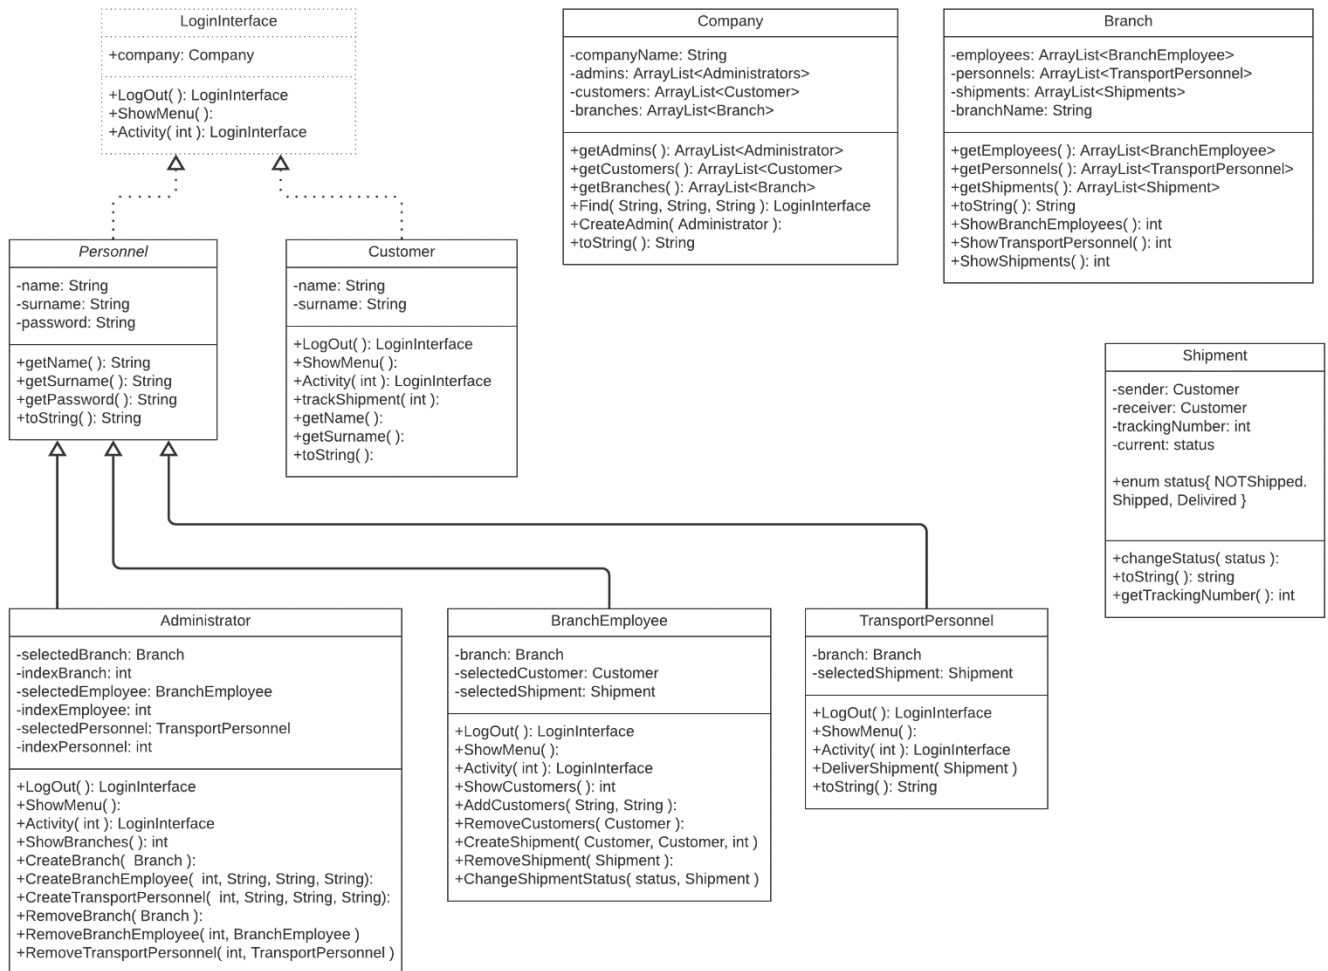 LoginInterface
+company: Company
+LogOut( ): LoginInterface
+ShowMenu( ):
+Activity( int ): LoginInterface
Company
-companyName: String
-admins: ArrayList<Administrators>
-customers: ArrayList<Customer>
-branches: ArrayList<Branch>
+getAdmins( ): ArrayList<Administrator>
+getCustomers( ): ArrayList<Customer>
+getBranches( ): ArrayList<Branch>
+Find( String, String, String ): LoginInterface
+CreateAdmin( Administrator ):
+toString( ): String
Branch
-employees: ArrayList<BranchEmployee>
-personnels: ArrayList<TransportPersonnel>
-shipments: ArrayList<Shipments>
-branchName: String
+getEmployees( ): ArrayList<BranchEmployee>
+getPersonnels( ): ArrayList<TransportPersonnel>
+getShipments( ): ArrayList<Shipment>
+toString( ): String
+ShowBranchEmployees( ): int
+ShowTransportPersonnel( ): int
+ShowShipments( ): int
Personnel
-name: String
-surname: String
-password: String
+getName( ): String
+getSurname( ): String
+getPassword( ): String
+toString( ): String
Customer
-name: String
-surname: String
+LogOut( ): LoginInterface
+ShowMenu( ):
+Activity( int ): LoginInterface
+trackShipment( int ):
+getName( ):
+getSurname( ):
+toString( ):
Shipment
-sender: Customer
-receiver: Customer
-trackingNumber: int
-current: status
+enum status{ NOTShipped.
Shipped, Delivired }
+changeStatus( status ):
+toString( ): string
+getTrackingNumber( ): int
Administrator
-selectedBranch: Branch
-indexBranch: int
-selectedEmployee: BranchEmployee
-indexEmployee: int
-selectedPersonnel: TransportPersonnel
-indexPersonnel: int
+LogOut( ): LoginInterface
+ShowMenu( ):
+Activity( int ): LoginInterface
+ShowBranches( ): int
+CreateBranch(  Branch ):
+CreateBranchEmployee(  int, String, String, String):
+CreateTransportPersonnel(  int, String, String, String):
+RemoveBranch( Branch ):
+RemoveBranchEmployee( int, BranchEmployee )
+RemoveTransportPersonnel( int, TransportPersonnel )
BranchEmployee
-branch: Branch
-selectedCustomer: Customer
-selectedShipment: Shipment
+LogOut( ): LoginInterface
+ShowMenu( ):
+Activity( int ): LoginInterface
+ShowCustomers( ): int
+AddCustomers( String, String ):
+RemoveCustomers( Customer ):
+CreateShipment( Customer, Customer, int )
+RemoveShipment( Shipment ):
+ChangeShipmentStatus( status, Shipment )
TransportPersonnel
-branch: Branch
-selectedShipment: Shipment
+LogOut( ): LoginInterface
+ShowMenu( ):
+Activity( int ): LoginInterface
+DeliverShipment( Shipment )
+toString( ): String